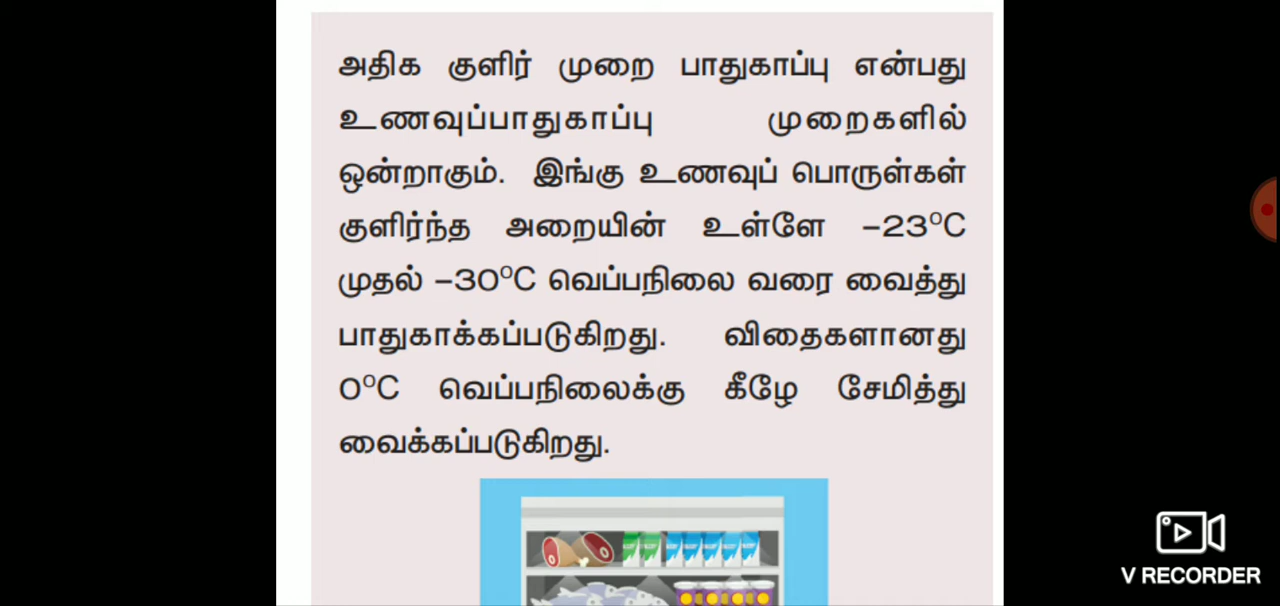 அதிக குளிர் முறை பாதுகாப்பு என்பது
உணவுப்பாதுகாப்பு முறைகளில்
ஒன்றாகும். இங்கு உணவுப் பொருள்கள்
குளிர்ந்த அறையின் உள்ளே –23°C
முதல் –30°C வெப்பநிலை வரை வைத்து
பாதுகாக்கப்படுகிறது. விதைகளானது
0°C வெப்பநிலைக்கு கீழே சேமித்து
வைக்கப்படுகிறது.
V RECORDER